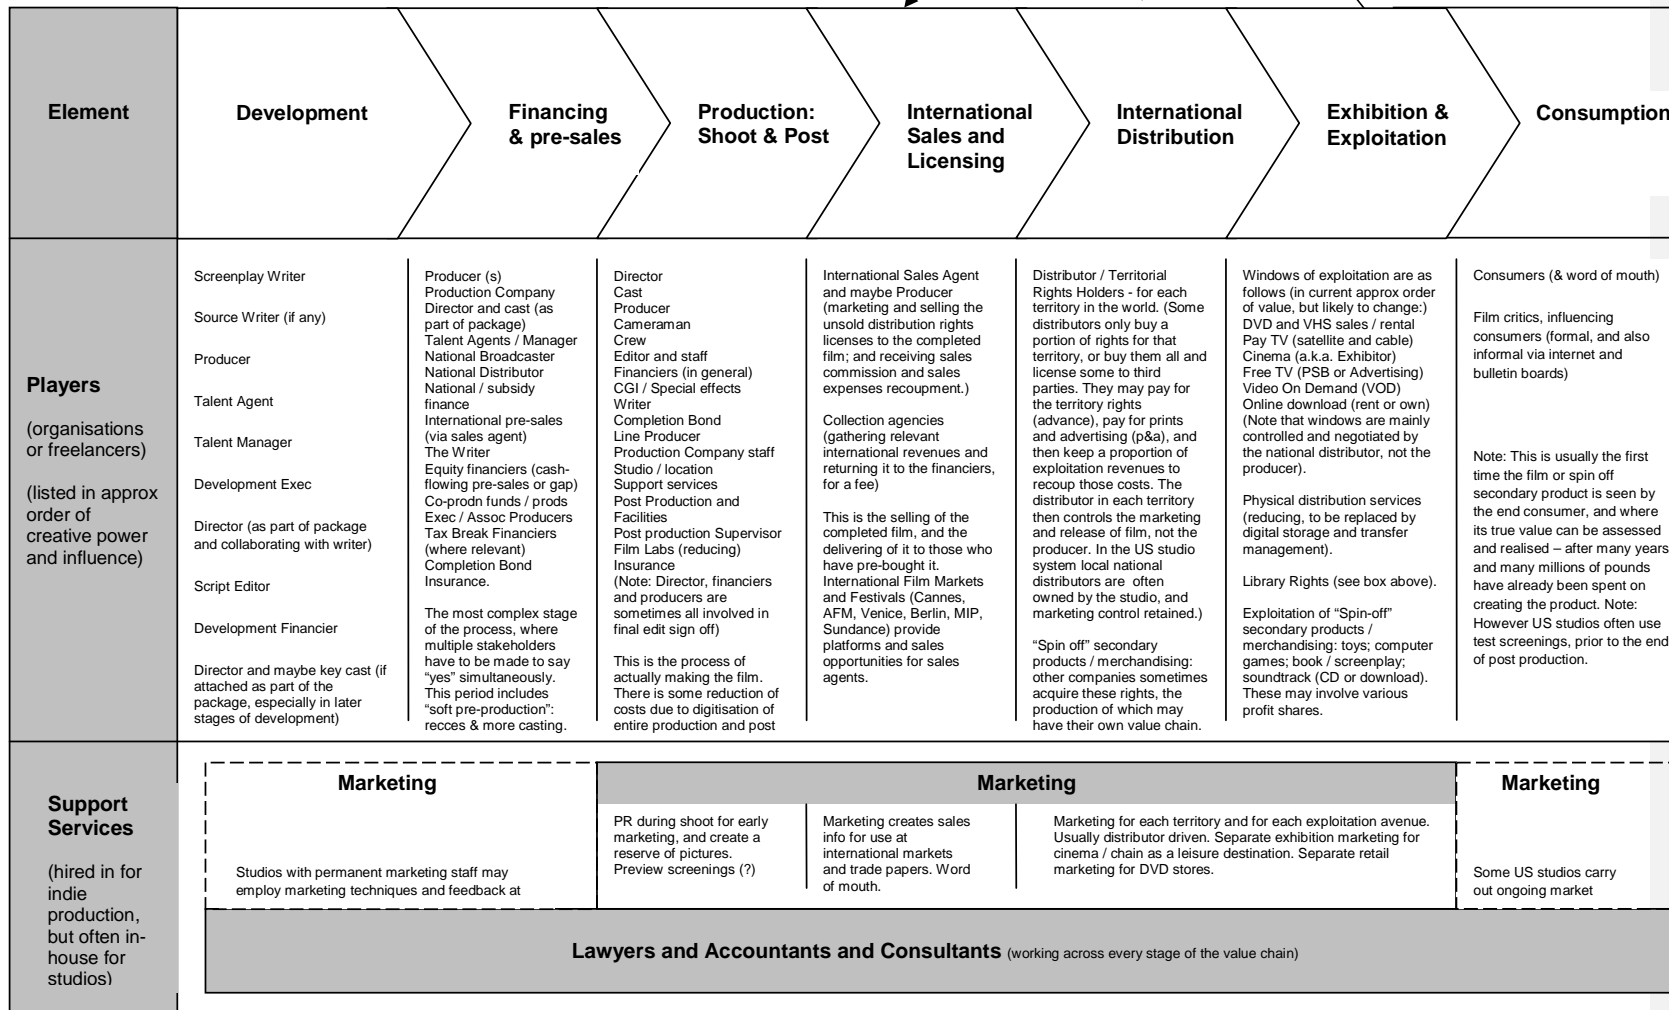 Element
Development
Financing
& pre-sales
Production:
Shoot & Post
International
Sales and
Licensing
International
Distribution
Exhibition &
Exploitation
Consumption
Players
(organisations
or freelancers)
(listed in approx
order of
creative power
and influence)
Screenplay Writer
Source Writer (if any)
Producer
Talent Agent
Talent Manager
Development Exec
Director (as part of package
and collaborating with writer)
Script Editor
Development Financier
Director and maybe key cast (if
attached as part of the
package, especially in later
stages of development)
Producer (s)
Production Company
Director and cast (as
part of package)
Talent Agents / Manager
National Broadcaster
National Distributor
National / subsidy
finance
International pre-sales
(via sales agent)
The Writer
Equity financiers (cash-
flowing pre-sales or gap)
Co-prodn funds / prods
Exec / Assoc Producers
Tax Break Financiers
(where relevant)
Completion Bond
Insurance.
The most complex stage
of the process, where
multiple stakeholders
have to be made to say
“yes” simultaneously.
This period includes
“soft pre-production”:
recces & more casting.
Director
Cast
Producer
Cameraman
Crew
Editor and staff
Financiers (in general)
CGI / Special effects
Writer
Completion Bond
Line Producer
Production Company staff
Studio / location
Support services
Post Production and
Facilities
Post production Supervisor
Film Labs (reducing)
Insurance
(Note: Director, financiers
and producers are
sometimes all involved in
final edit sign off)
This is the process of
actually making the film.
There is some reduction of
costs due to digitisation of
entire production and post
International Sales Agent
and maybe Producer
(marketing and selling the
unsold distribution rights
licenses to the completed
film; and receiving sales
commission and sales
expenses recoupment.)
Collection agencies
(gathering relevant
international revenues and
returning it to the financiers,
for a fee)
This is the selling of the
completed film, and the
delivering of it to those who
have pre-bought it.
International Film Markets
and Festivals (Cannes,
AFM, Venice, Berlin, MIP,
Sundance) provide
platforms and sales
opportunities for sales
agents.
Distributor / Territorial
Rights Holders - for each
territory in the world. (Some
distributors only buy a
portion of rights for that
territory, or buy them all and
license some to third
parties. They may pay for
the territory rights
(advance), pay for prints
and advertising (p&a), and
then keep a proportion of
exploitation revenues to
recoup those costs. The
distributor in each territory
then controls the marketing
and release of film, not the
producer. In the US studio
system local national
distributors are often
owned by the studio, and
marketing control retained.)
“Spin off” secondary
products / merchandising:
other companies sometimes
acquire these rights, the
production of which may
have their own value chain.
Windows of exploitation are as
follows (in current approx order
of value, but likely to change:)
DVD and VHS sales / rental
Pay TV (satellite and cable)
Cinema (a.k.a. Exhibitor)
Free TV (PSB or Advertising)
Video On Demand (VOD)
Online download (rent or own)
(Note that windows are mainly
controlled and negotiated by
the national distributor, not the
producer).
Physical distribution services
(reducing, to be replaced by
digital storage and transfer
management).
Library Rights (see box above).
Exploitation of “Spin-off”
secondary products /
merchandising: toys; computer
games; book / screenplay;
soundtrack (CD or download).
These may involve various
profit shares.
Consumers (& word of mouth)
Film critics, influencing
consumers (formal, and also
informal via internet and
bulletin boards)
Note: This is usually the first
time the film or spin off
secondary product is seen by
the end consumer, and where
its true value can be assessed
and realised – after many years
and many millions of pounds
have already been spent on
creating the product. Note:
However US studios often use
test screenings, prior to the end
of post production.
Support
Services
(hired in for
indie
production,
but often in-
house for
studios)
Marketing
Studios with permanent marketing staff may
employ marketing techniques and feedback at
Marketing
PR during shoot for early
marketing, and create a
reserve of pictures.
Preview screenings (?)
Marketing creates sales
info for use at
international markets
and trade papers. Word
of mouth.
Marketing for each territory and for each exploitation avenue.
Usually distributor driven. Separate exhibition marketing for
cinema / chain as a leisure destination. Separate retail
marketing for DVD stores.
Marketing
Some US studios carry
out ongoing market
Lawyers and Accountants and Consultants (working across every stage of the value chain)